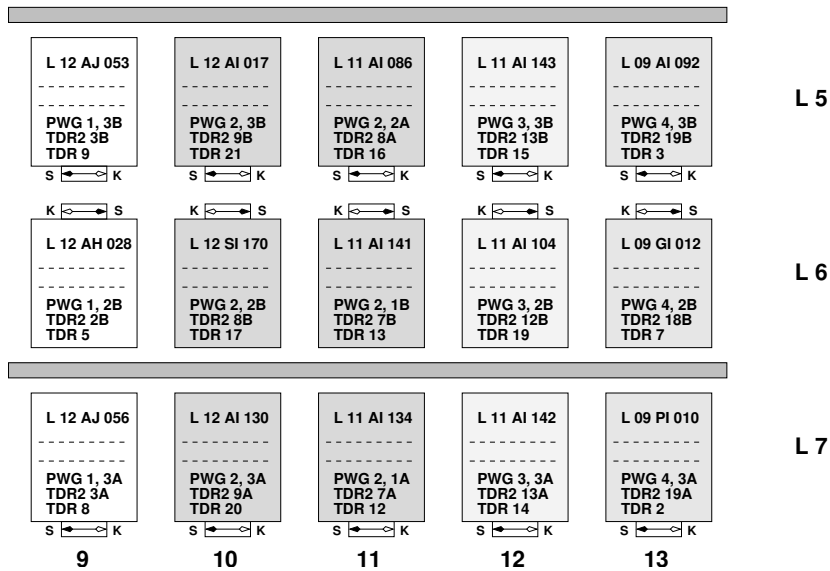 L 12 AJ 053 L 12 AI 017 L 11 AI 086 L 11 AI 143 L 09 AI 092
L 5
PWG 1, 3B PWG 2, 3B PWG 2, 2A PWG 3, 3B PWG 4, 3B
TDR2 3B TDR2 9B TDR2 8A TDR2 13B TDR2 19B
TDR 9 TDR 21 TDR 16 TDR 15 TDR 3
S K S K S K S K S K
K S K S K S K S K S
L 12 AH 028 L 12 SI 170 L 11 AI 141 L 11 AI 104 L 09 GI 012
L 6
PWG 1, 2B PWG 2, 2B PWG 2, 1B PWG 3, 2B PWG 4, 2B
TDR2 2B TDR2 8B TDR2 7B TDR2 12B TDR2 18B
TDR 5 TDR 17 TDR 13 TDR 19 TDR 7
L 12 AJ 056 L 12 AI 130 L 11 AI 134 L 11 AI 142 L 09 PI 010
L 7
PWG 1, 3A PWG 2, 3A PWG 2, 1A PWG 3, 3A PWG 4, 3A
TDR2 3A TDR2 9A TDR2 7A TDR2 13A TDR2 19A
TDR 8 TDR 20 TDR 12 TDR 14 TDR 2
S K S K S K S K S K
9 10 11 12 13